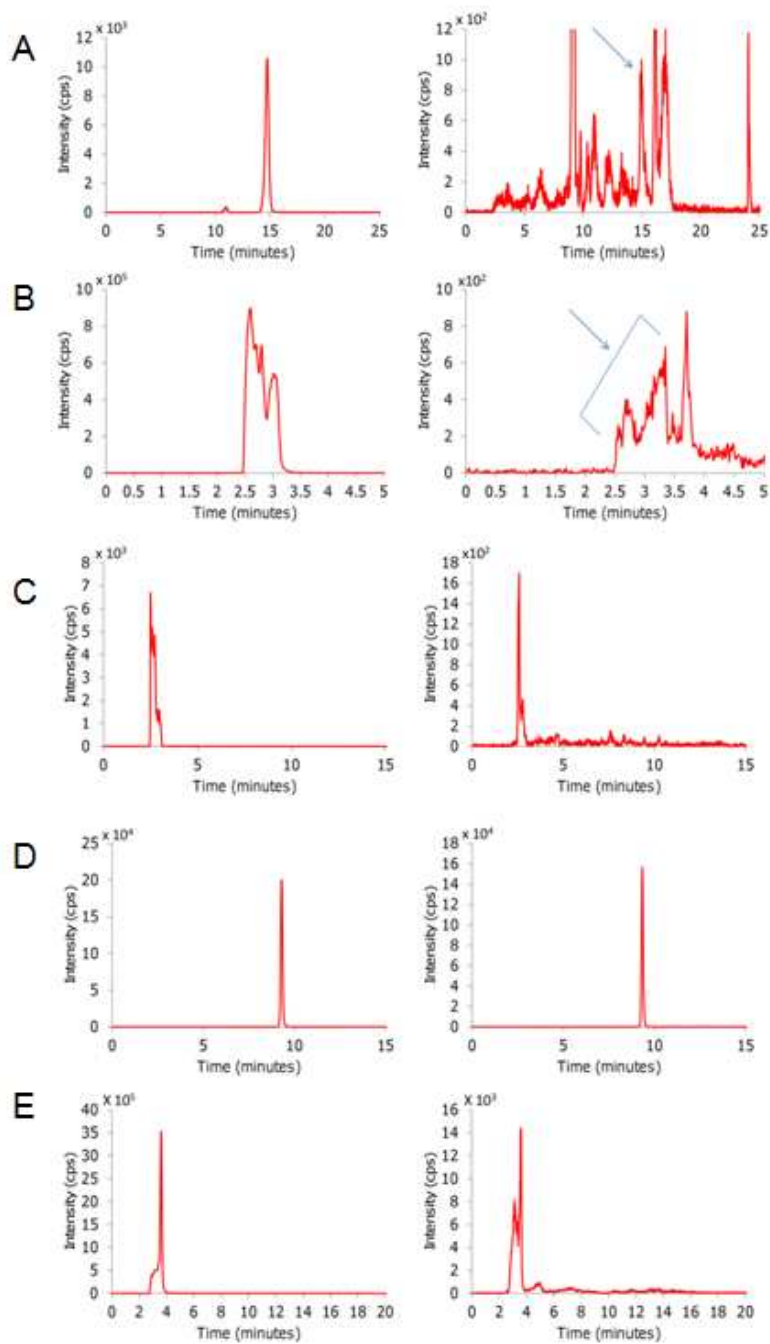 A
x 10³
Intensity (cps)
12
10
8
6
4
2
0
0 5 10 15 20 25
Time (minutes)
x 10²
Intensity (cps)
12
10
8
6
4
2
0
0 5 10 15 20 25
Time (minutes)
B
x 10⁵
Intensity (cps)
10
8
6
4
2
0
0 0.5 1 1.5 2 2.5 3 3.5 4 4.5 5
Time (minutes)
x 10²
Intensity (cps)
10
8
6
4
2
0
0 0.5 1 1.5 2 2.5 3 3.5 4 4.5 5
Time (minutes)
C
x 10³
Intensity (cps)
8
7
6
5
4
3
2
1
0
0 5 10 15
Time (minutes)
x10²
Intensity (cps)
18
16
14
12
10
8
6
4
2
0
0 5 10 15
Time (minutes)
D
x 10⁴
Intensity (cps)
25
20
15
10
5
0
0 5 10 15
Time (minutes)
x 10⁴
Intensity (cps)
18
16
14
12
10
8
6
4
2
0
0 5 10 15
Time (minutes)
E
x 10⁵
Intensity (cps)
40
35
30
25
20
15
10
5
0
0 2 4 6 8 10 12 14 16 18 20
Time (minutes)
X 10³
Intensity (cps)
16
14
12
10
8
6
4
2
0
0 2 4 6 8 10 12 14 16 18 20
Time (minutes)